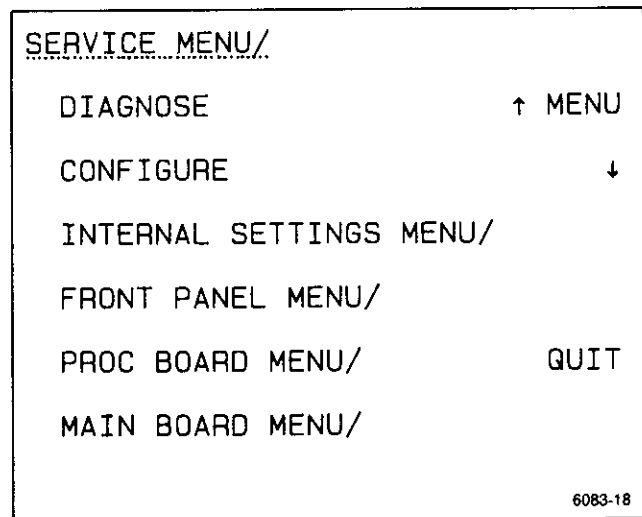 SERVICE MENU/
DIAGNOSE ↑ MENU
CONFIGURE ↓
INTERNAL SETTINGS MENU/
FRONT PANEL MENU/
PROC BOARD MENU/ QUIT
MAIN BOARD MENU/
6083-18